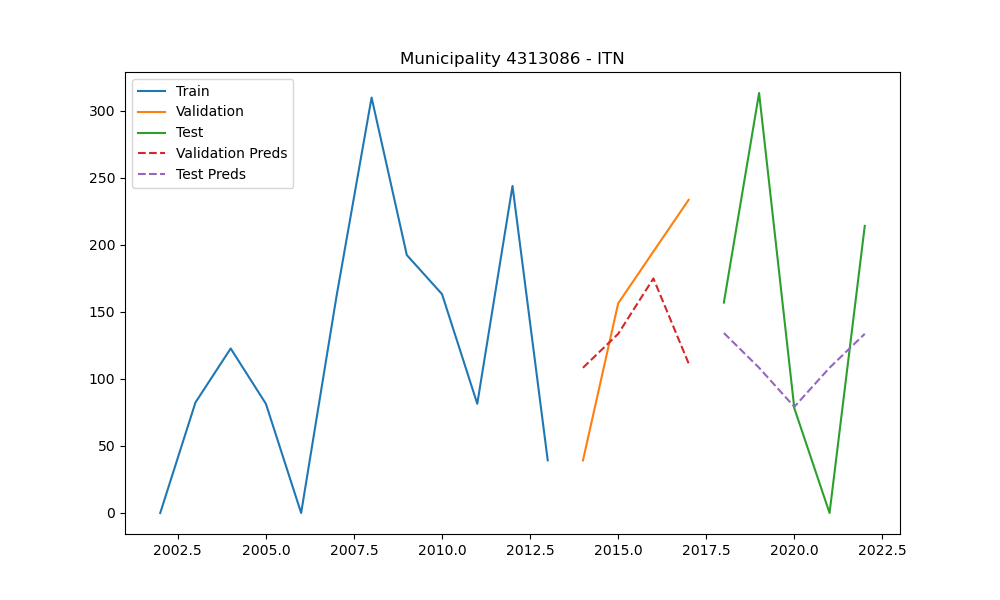 Municipality 4313086 - ITN
Train
Validation
Test
Validation Preds
Test Preds
300
250
200
150
100
50
0
2002.5 2005.0 2007.5 2010.0 2012.5 2015.0 2017.5 2020.0 2022.5